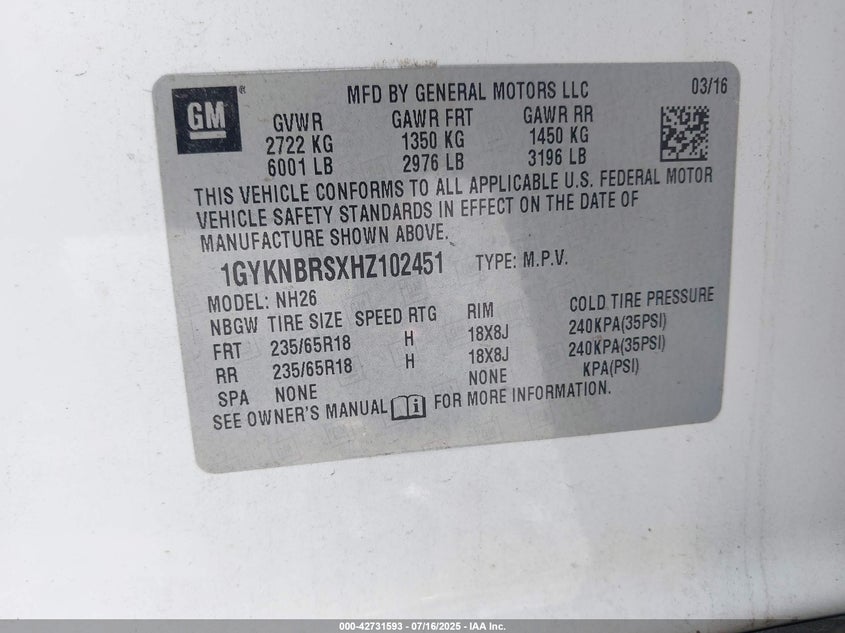 GM®
MFD BY GENERAL MOTORS LLC 03/16
GVWR GAWR FRT GAWR RR
2722 KG 1350 KG 1450 KG
6001 LB 2976 LB 3196 LB
THIS VEHICLE CONFORMS TO ALL APPLICABLE U.S. FEDERAL MOTOR
VEHICLE SAFETY STANDARDS IN EFFECT ON THE DATE OF
MANUFACTURE SHOWN ABOVE.
1GYKNBRSXHZ102451 TYPE: M.P.V.
MODEL: NH26
NBGW TIRE SIZE SPEED RTG RIM COLD TIRE PRESSURE
FRT 235/65R18 H 18X8J 240KPA(35PSI)
RR 235/65R18 H 18X8J 240KPA(35PSI)
SPA NONE NONE KPA(PSI)
SEE OWNER'S MANUAL FOR MORE INFORMATION.
000-42731593 - 07/16/2025 - IAA Inc.